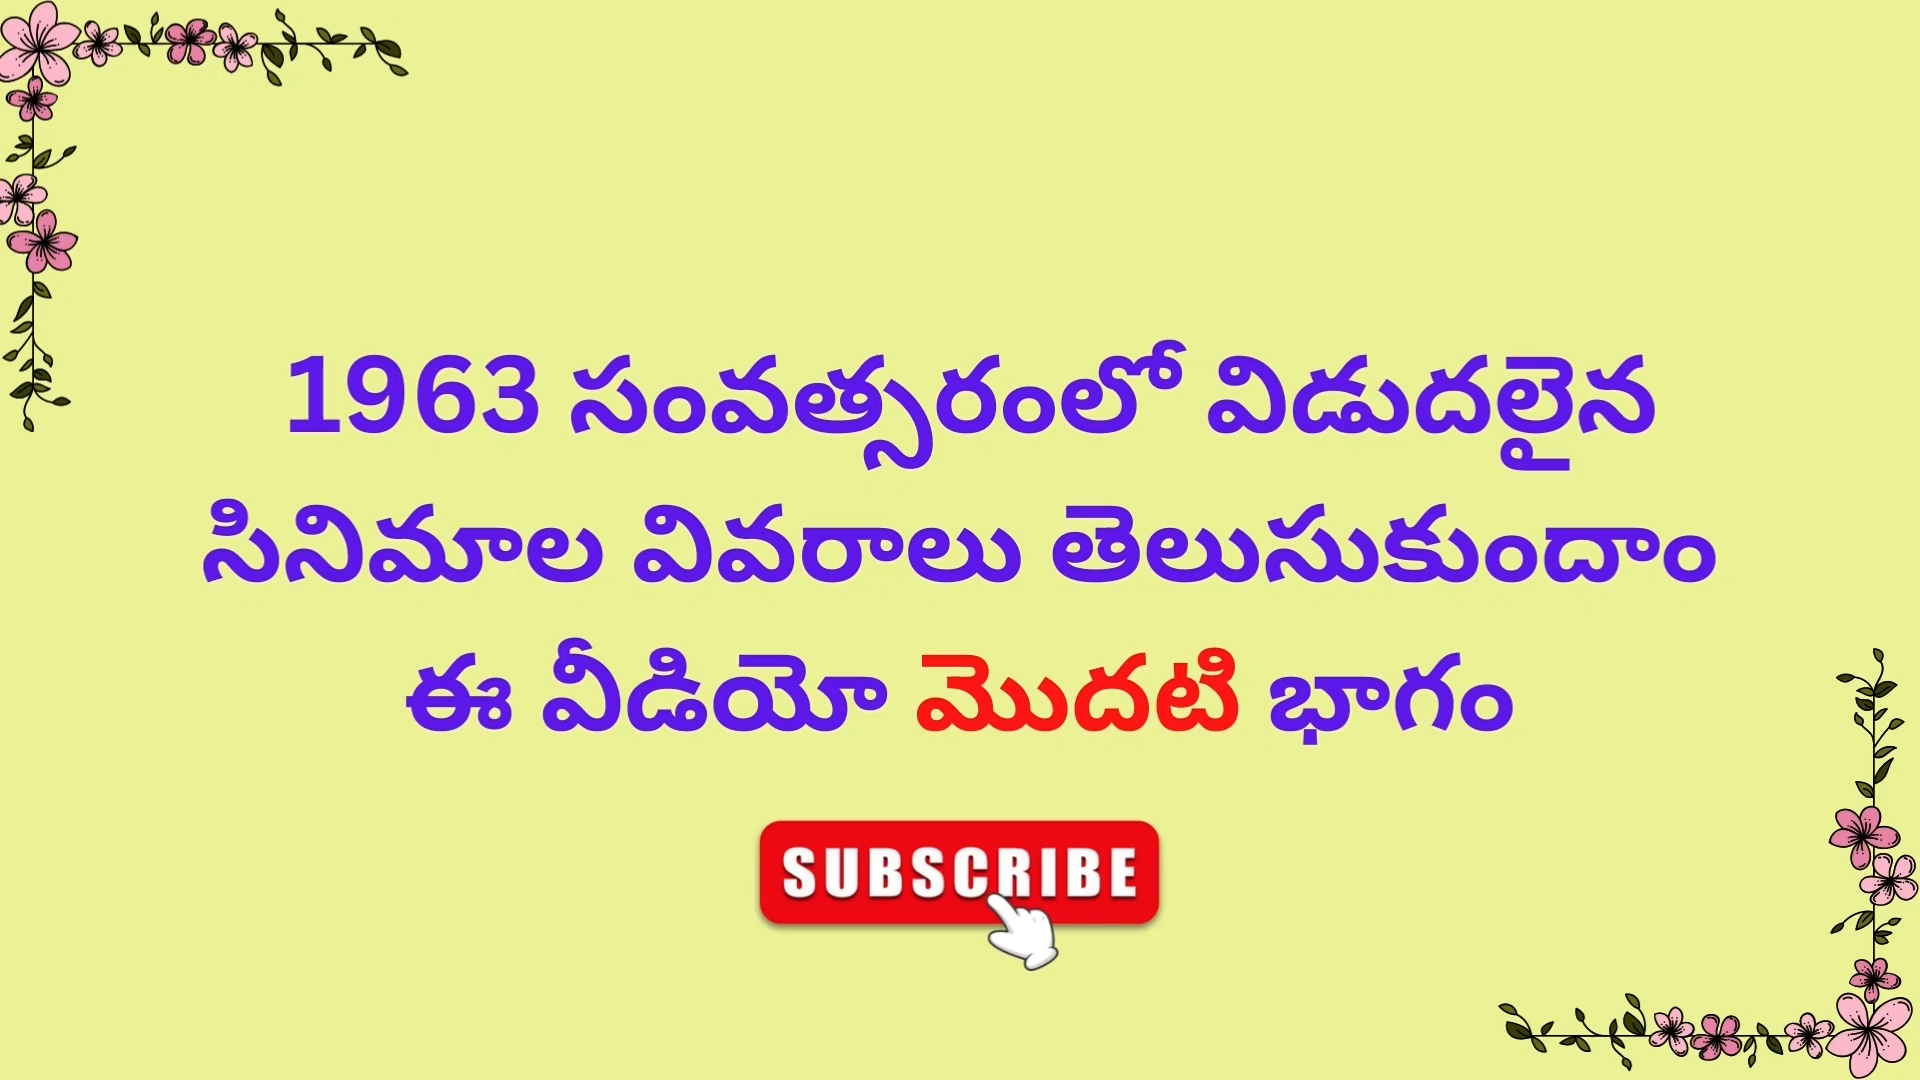 1963 సంవత్సరంలో విడుదలైన
సినిమాల వివరాలు తెలుసుకుందాం
ఈ వీడియో మొదటి భాగం
SUBSCRIBE